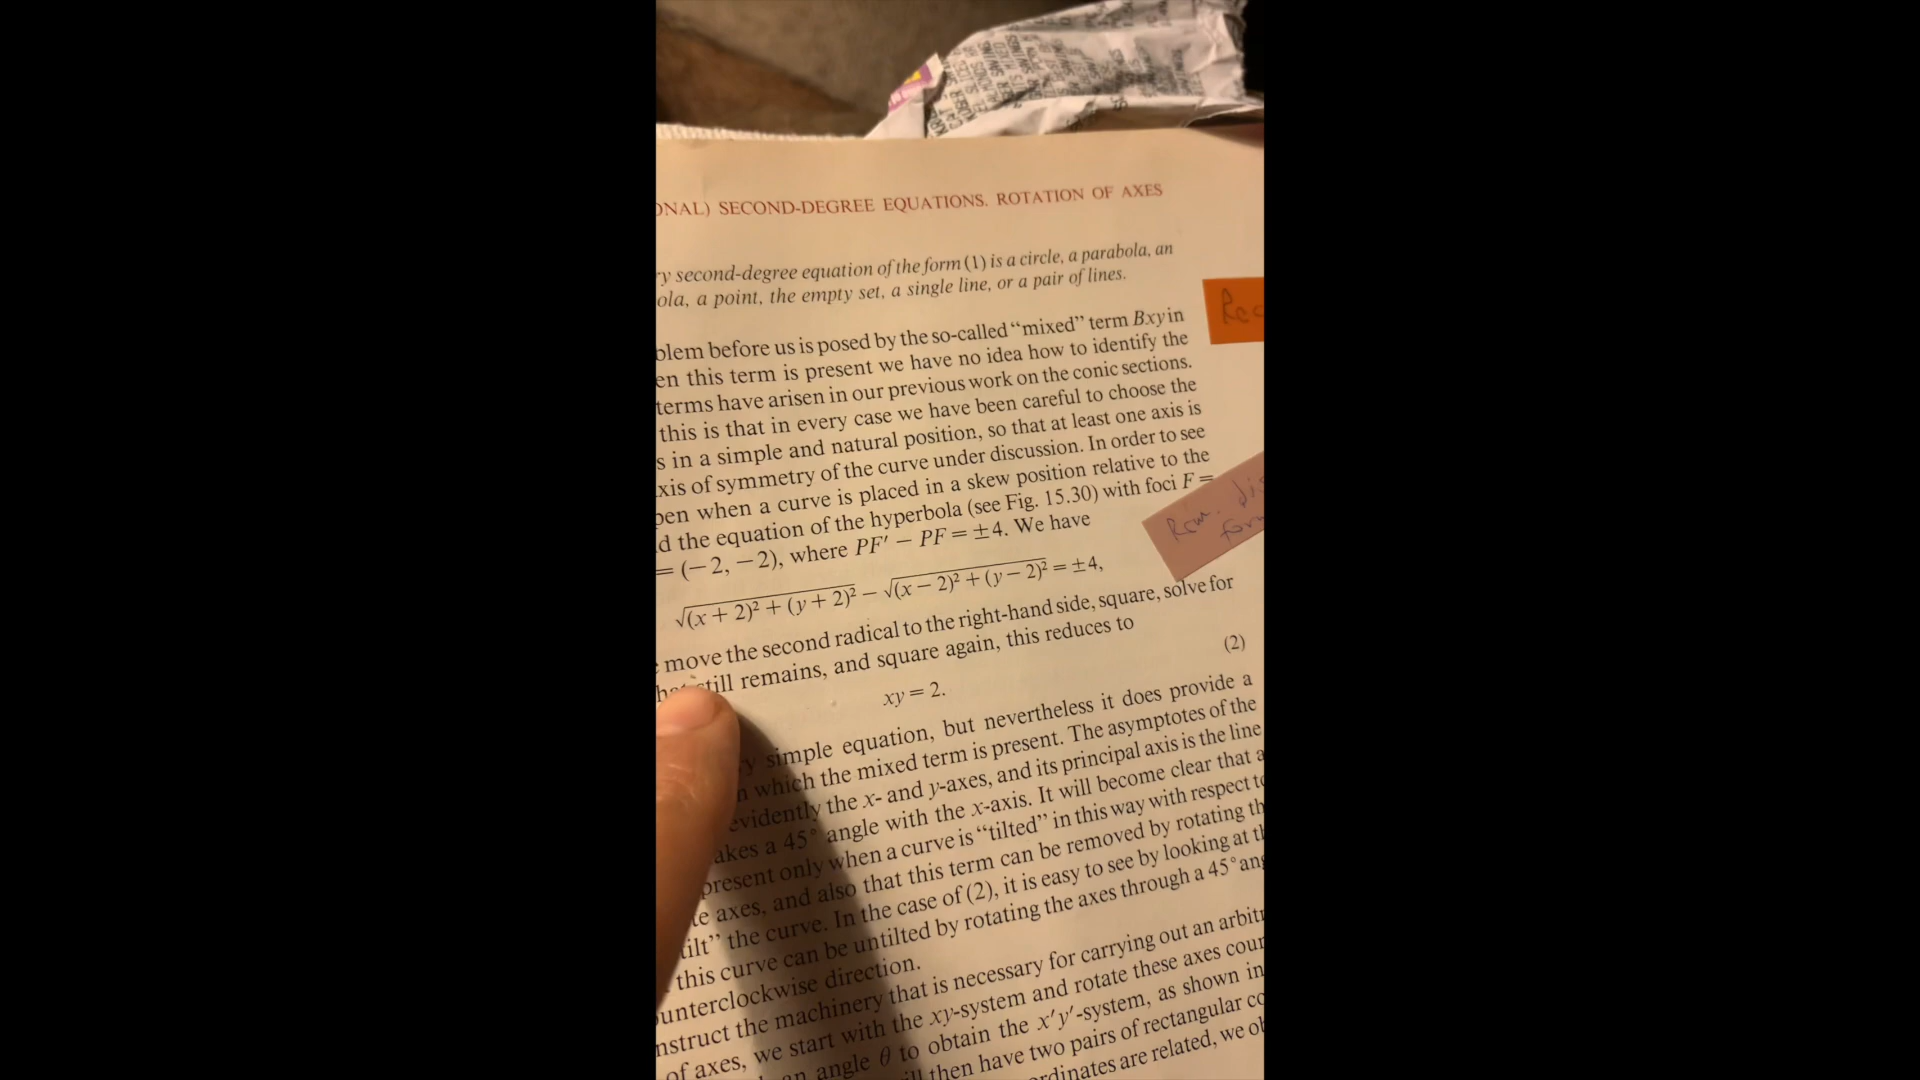 ONAL) SECOND-DEGREE EQUATIONS. ROTATION OF AXES
ry second-degree equation of the form (1) is a circle, a parabola, an
ola, a point, the empty set, a single line, or a pair of lines.
Rec
blem before us is posed by the so-called “mixed” term Bxy in
en this term is present we have no idea how to identify the
terms have arisen in our previous work on the conic sections.
this is that in every case we have been careful to choose the
s in a simple and natural position, so that at least one axis is
xis of symmetry of the curve under discussion. In order to see
pen when a curve is placed in a skew position relative to the
d the equation of the hyperbola (see Fig. 15.30) with foci F =
= (−2, −2), where PF′ − PF = ±4. We have
√(x + 2)² + (y + 2)² − √(x − 2)² + (y − 2)² = ±4,
move the second radical to the right-hand side, square, solve for
still remains, and square again, this reduces to
xy = 2. (2)
simple equation, but nevertheless it does provide a
n which the mixed term is present. The asymptotes of the
evidently the x- and y-axes, and its principal axis is the line
akes a 45° angle with the x-axis. It will become clear that a
present only when a curve is “tilted” in this way with respect to
te axes, and also that this term can be removed by rotating th
tilt” the curve. In the case of (2), it is easy to see by looking at th
this curve can be untilted by rotating the axes through a 45° ang
unterclockwise direction.
nstruct the machinery that is necessary for carrying out an arbitr
of axes, we start with the xy-system and rotate these axes coun
an angle θ to obtain the x′y′-system, as shown in
then have two pairs of rectangular co
rdinates are related, we ob